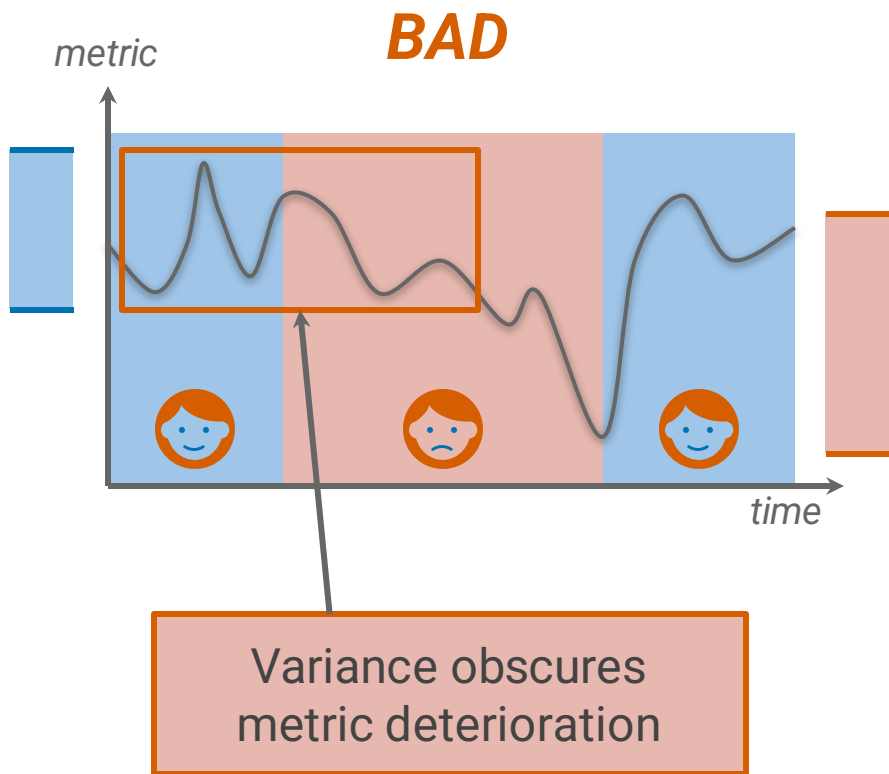 BAD
metric
time
Variance obscures
metric deterioration